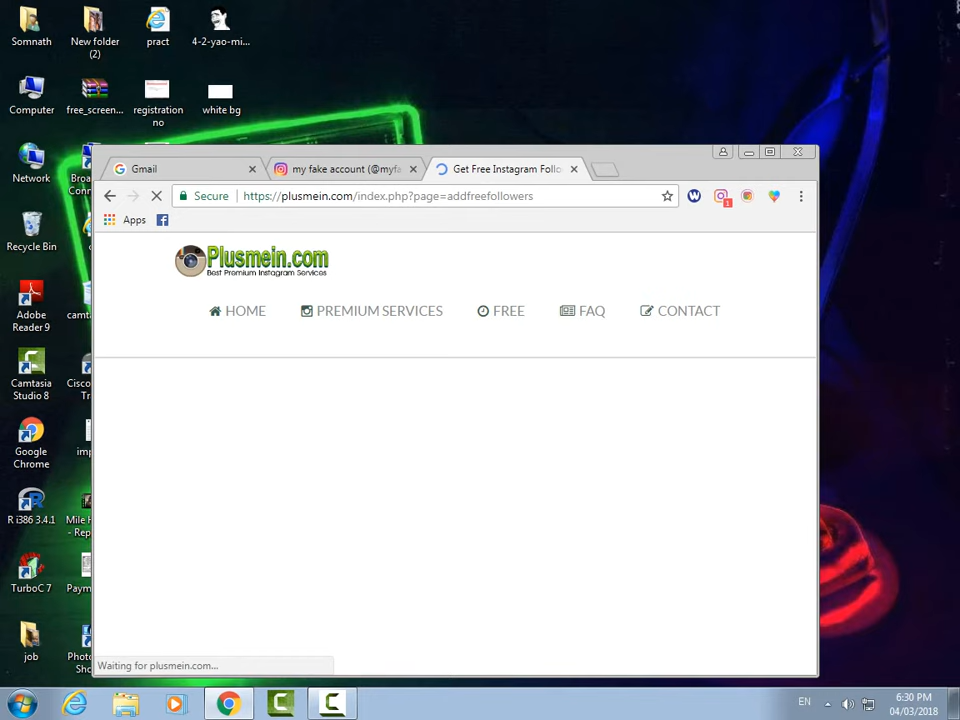 Somnath
New folder (2)
pract
4-2-yao-mi...
Computer
free_screen...
registration no
white bg
Network
Recycle Bin
Adobe Reader 9
Camtasia Studio 8
Google Chrome
R i386 3.4.1
TurboC 7
job
Gmail
my fake account (@myfa
Get Free Instagram Follo
Secure
https://plusmein.com/index.php?page=addfreefollowers
1
Apps
Plusmein.com
Best Premium Instagram Services
HOME
PREMIUM SERVICES
FREE
FAQ
CONTACT
Waiting for plusmein.com...
EN
6:30 PM
04/03/2018